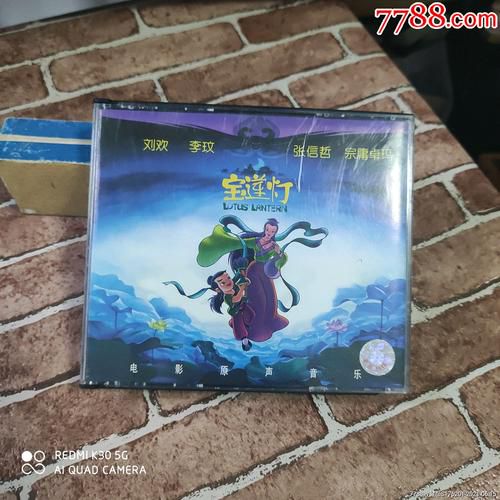 7788.com
刘欢 李玟 张信哲 宗庸卓玛
宝莲灯
LOTUS LANTERN
电影原声音乐
REDMI K30 5G
AI QUAD CAMERA